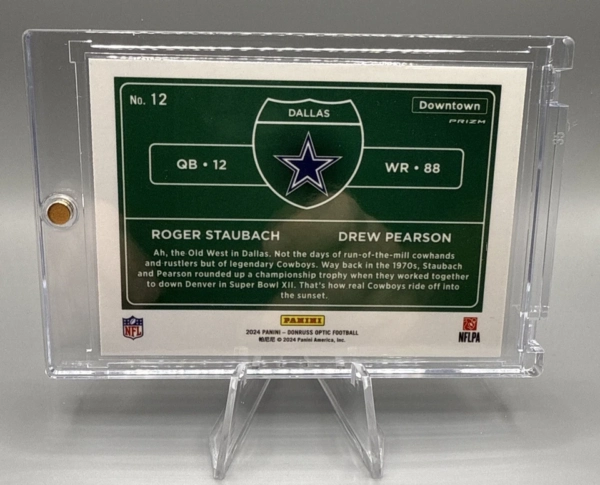 No. 12
DALLAS
Downtown
PRIZM
QB • 12
WR • 88
ROGER STAUBACH
DREW PEARSON
Ah, the Old West in Dallas. Not the days of run-of-the-mill cowhands
and rustlers but of legendary Cowboys. Way back in the 1970s, Staubach
and Pearson rounded up a championship trophy when they worked together
to down Denver in Super Bowl XII. That's how real Cowboys ride off into
the sunset.
NFL
PANINI
NFLPA
2024 PANINI – DONRUSS OPTIC FOOTBALL
帕尼尼 © 2024 Panini America, Inc.